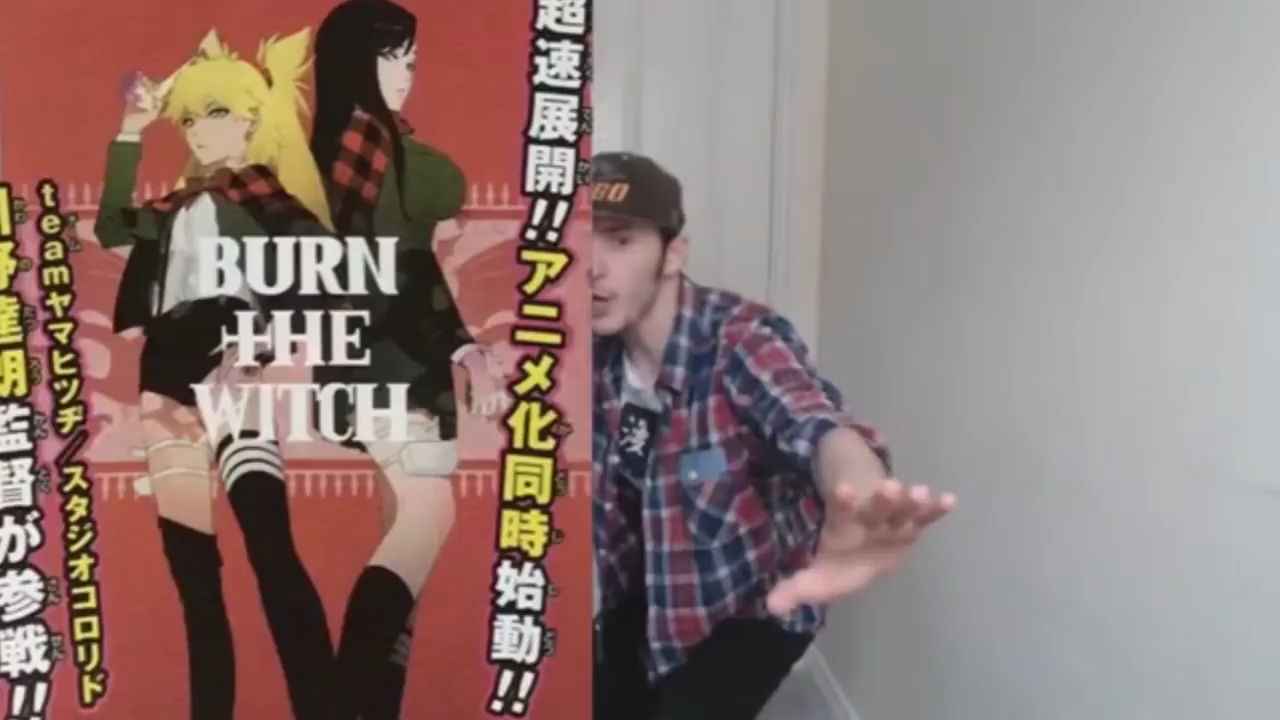 超速展開!!アニメ化同時始動!!
BURN
THE
WITCH
teamヤマヒツヂ/スタジオコロリド
川野達朗監督が参戦!!
漫